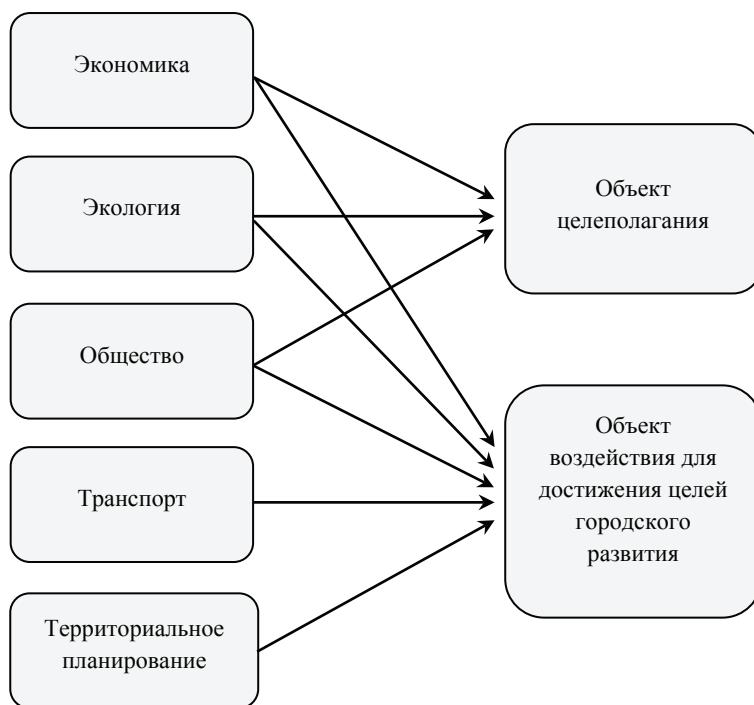 Экономика
Экология
Общество
Транспорт
Территориальное
планирование
Объект
целеполагания
Объект
воздействия для
достижения целей
городского
развития